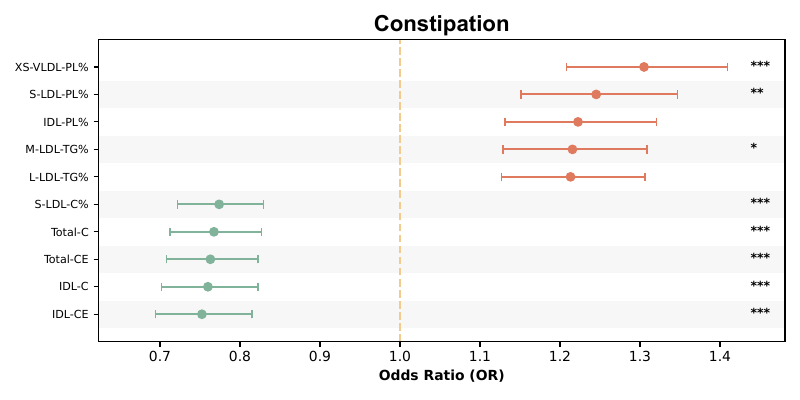 Constipation
XS-VLDL-PL% ***
S-LDL-PL% **
IDL-PL%
M-LDL-TG% *
L-LDL-TG%
S-LDL-C% ***
Total-C ***
Total-CE ***
IDL-C ***
IDL-CE ***
0.7 0.8 0.9 1.0 1.1 1.2 1.3 1.4
Odds Ratio (OR)